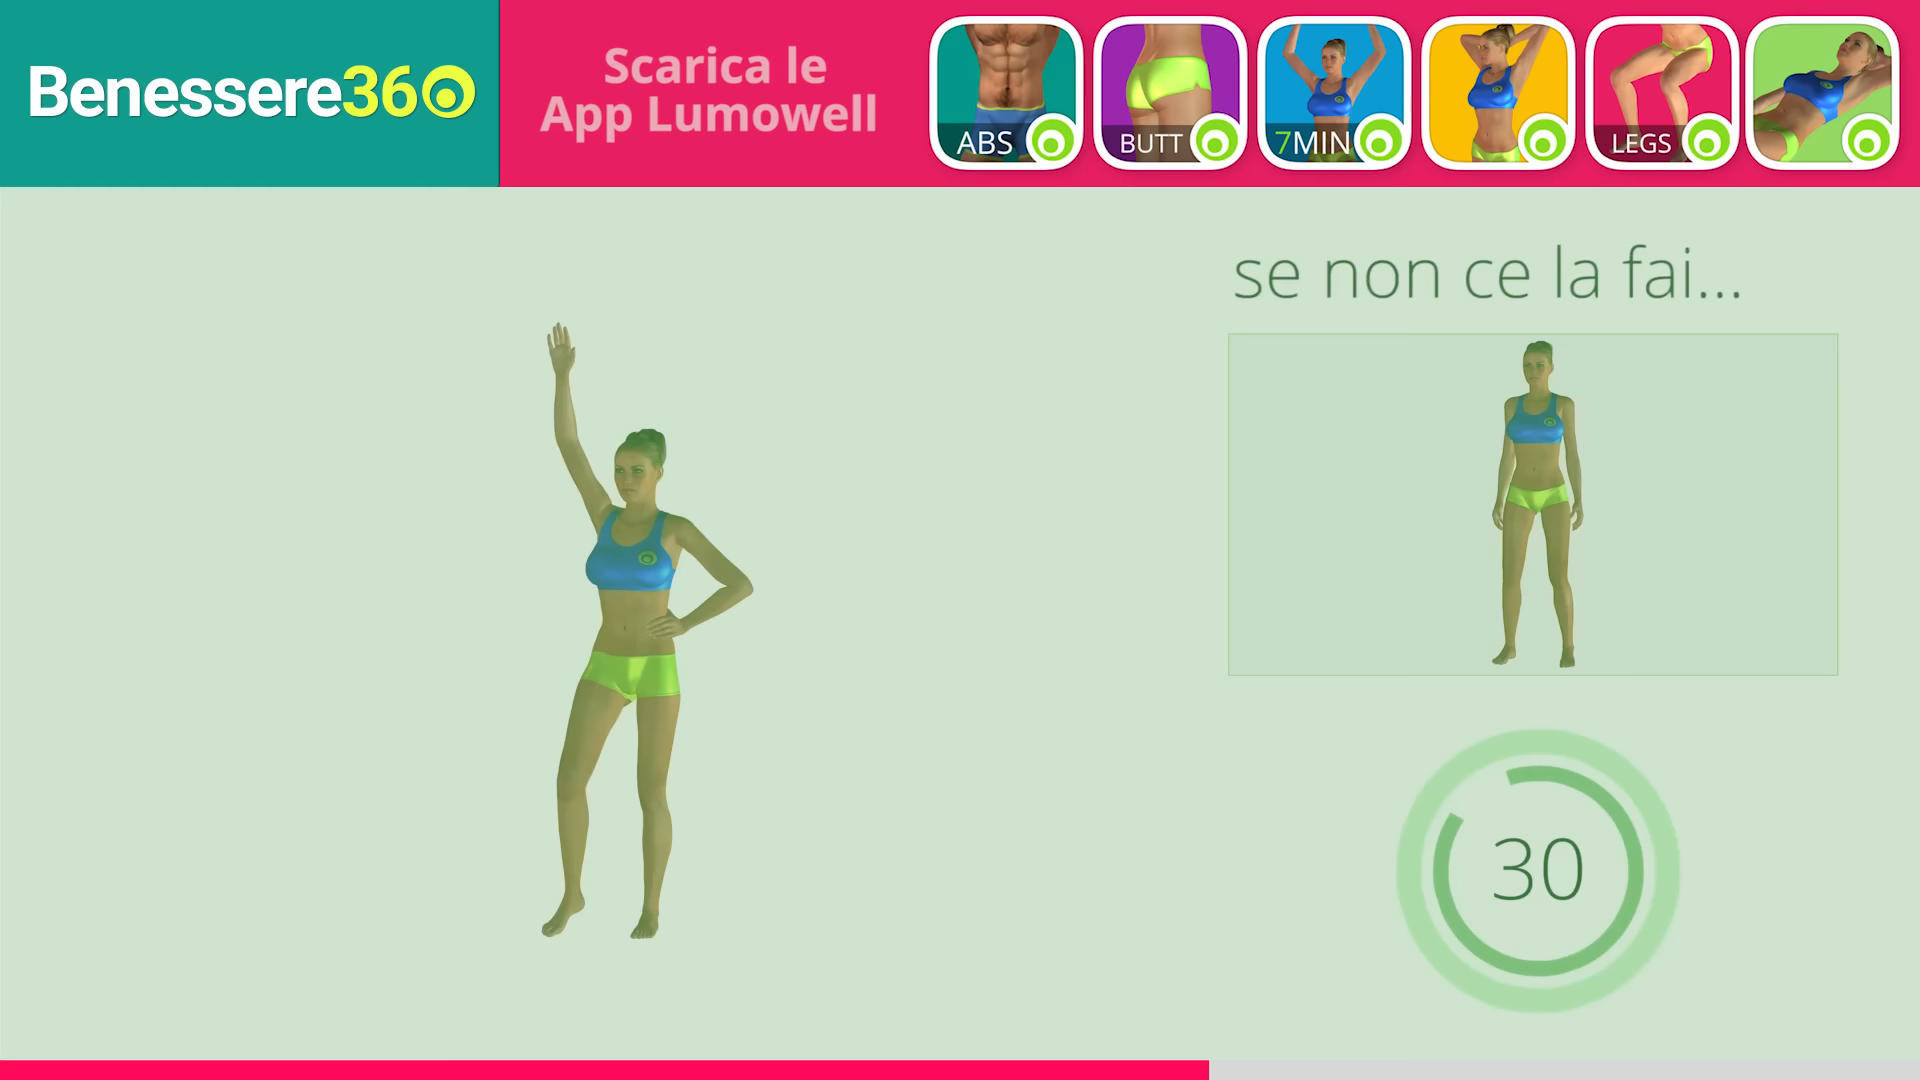 Benessere360
Scarica le
App Lumowell
ABS
BUTT
7MIN
LEGS
se non ce la fai...
30